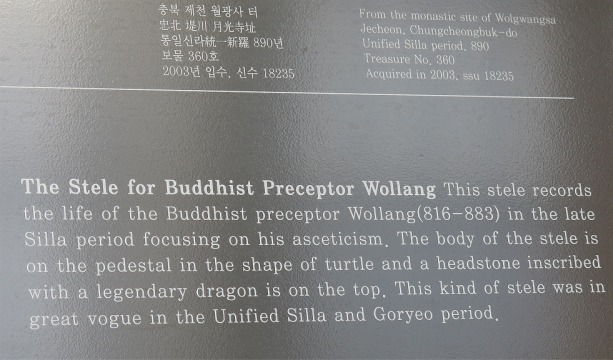 충북 제천 월광사 터
忠北 堤川 月光寺址
통일신라統一新羅 890년
보물 360호
2003년 입수, 신수 18235
From the monastic site of Wolgwangsa
Jecheon, Chungcheongbuk-do
Unified Silla period, 890
Treasure No. 360
Acquired in 2003, ssu 18235
The Stele for Buddhist Preceptor Wollang This stele records
the life of the Buddhist preceptor Wollang(816-883) in the late
Silla period focusing on his asceticism. The body of the stele is
on the pedestal in the shape of turtle and a headstone inscribed
with a legendary dragon is on the top. This kind of stele was in
great vogue in the Unified Silla and Goryeo period.